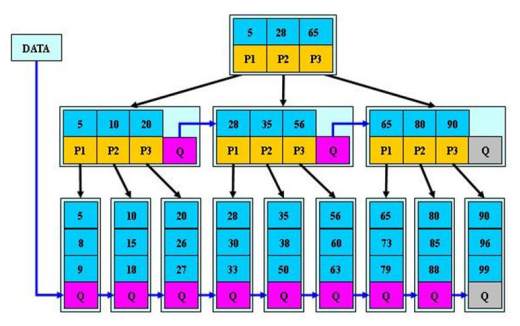 5 28 65
DATA
P1 P2 P3
5 10 20
28 35 56
65 80 90
P1 P2 P3 Q
P1 P2 P3 Q
P1 P2 P3 Q
5 10 20 28 35 56 65 80 90
8 15 26 30 38 60 73 85 96
9 18 27 33 50 63 79 88 99
Q Q Q Q Q Q Q Q Q